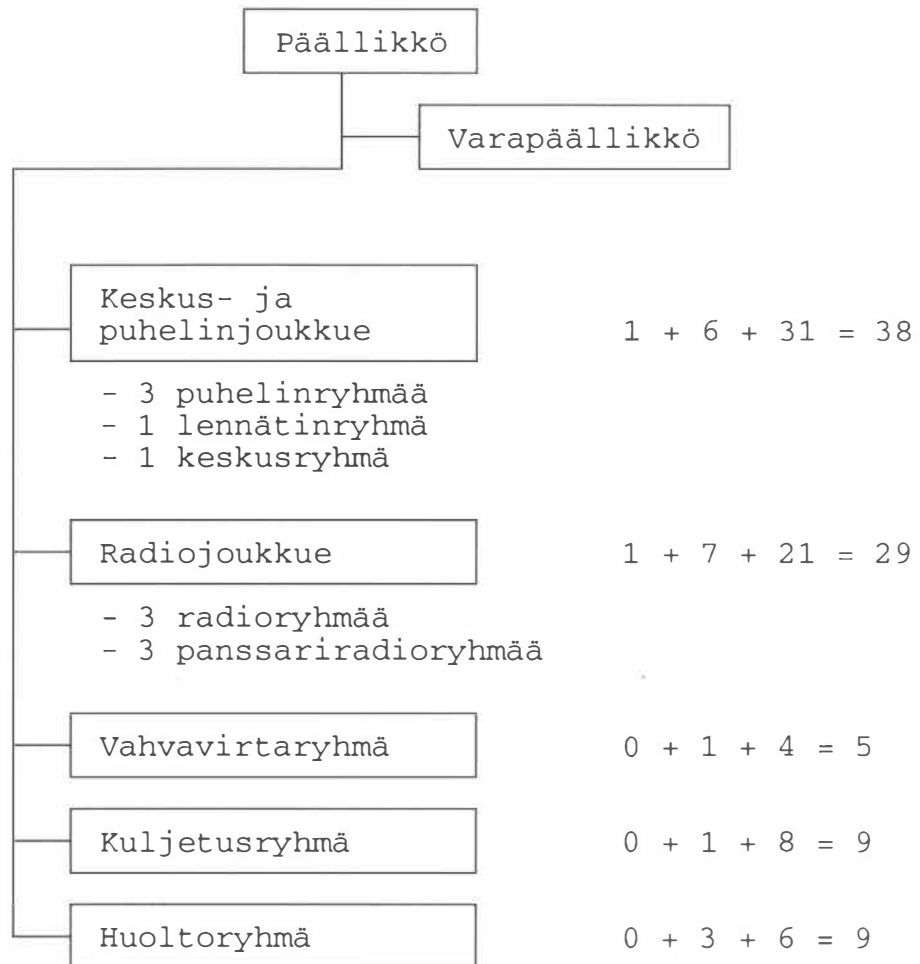 Päällikkö
Varapäällikkö
Keskus- ja
puhelinjoukkue 1 + 6 + 31 = 38
- 3 puhelinryhmää
- 1 lennätinryhmä
- 1 keskusryhmä
Radiojoukkue 1 + 7 + 21 = 29
- 3 radioryhmää
- 3 panssariradioryhmää
Vahvavirtaryhmä 0 + 1 + 4 = 5
Kuljetusryhmä 0 + 1 + 8 = 9
Huoltoryhmä 0 + 3 + 6 = 9